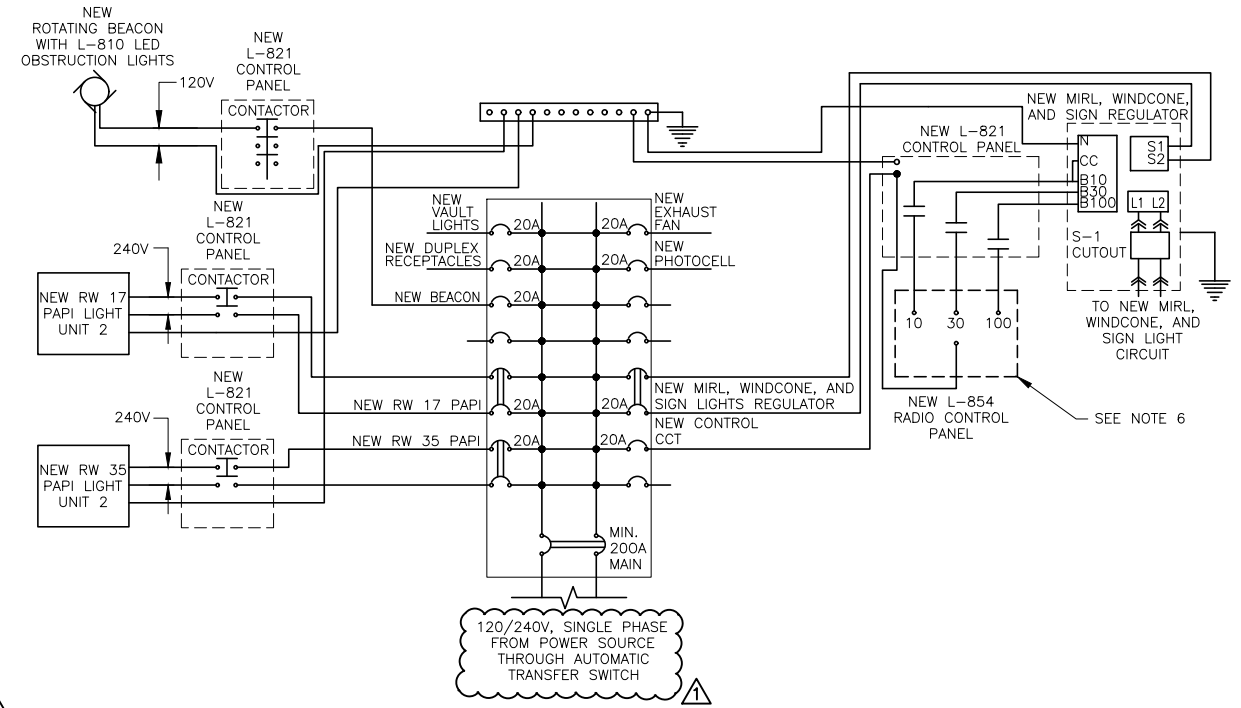 NEW
ROTATING BEACON
WITH L-810 LED
OBSTRUCTION LIGHTS
120V
NEW
L-821
CONTROL
PANEL
CONTACTOR
NEW
L-821
CONTROL
PANEL
240V
CONTACTOR
NEW RW 17
PAPI LIGHT
UNIT 2
NEW
L-821
CONTROL
PANEL
240V
CONTACTOR
NEW RW 35
PAPI LIGHT
UNIT 2
NEW
VAULT
LIGHTS
20A
20A
NEW
EXHAUST
FAN
NEW DUPLEX
RECEPTACLES
20A
20A
NEW
PHOTOCELL
NEW BEACON
20A
NEW RW 17 PAPI
20A
20A
NEW MIRL, WINDCONE, AND
SIGN LIGHTS REGULATOR
NEW RW 35 PAPI
20A
20A
NEW CONTROL
CCT
MIN.
200A
MAIN
120/240V, SINGLE PHASE
FROM POWER SOURCE
THROUGH AUTOMATIC
TRANSFER SWITCH
1
NEW L-821
CONTROL PANEL
NEW MIRL, WINDCONE,
AND SIGN REGULATOR
N
CC
B10
B30
B100
S1
S2
L1 L2
S-1
CUTOUT
TO NEW MIRL,
WINDCONE, AND
SIGN LIGHT
CIRCUIT
10 30 100
NEW L-854
RADIO CONTROL
PANEL
SEE NOTE 6